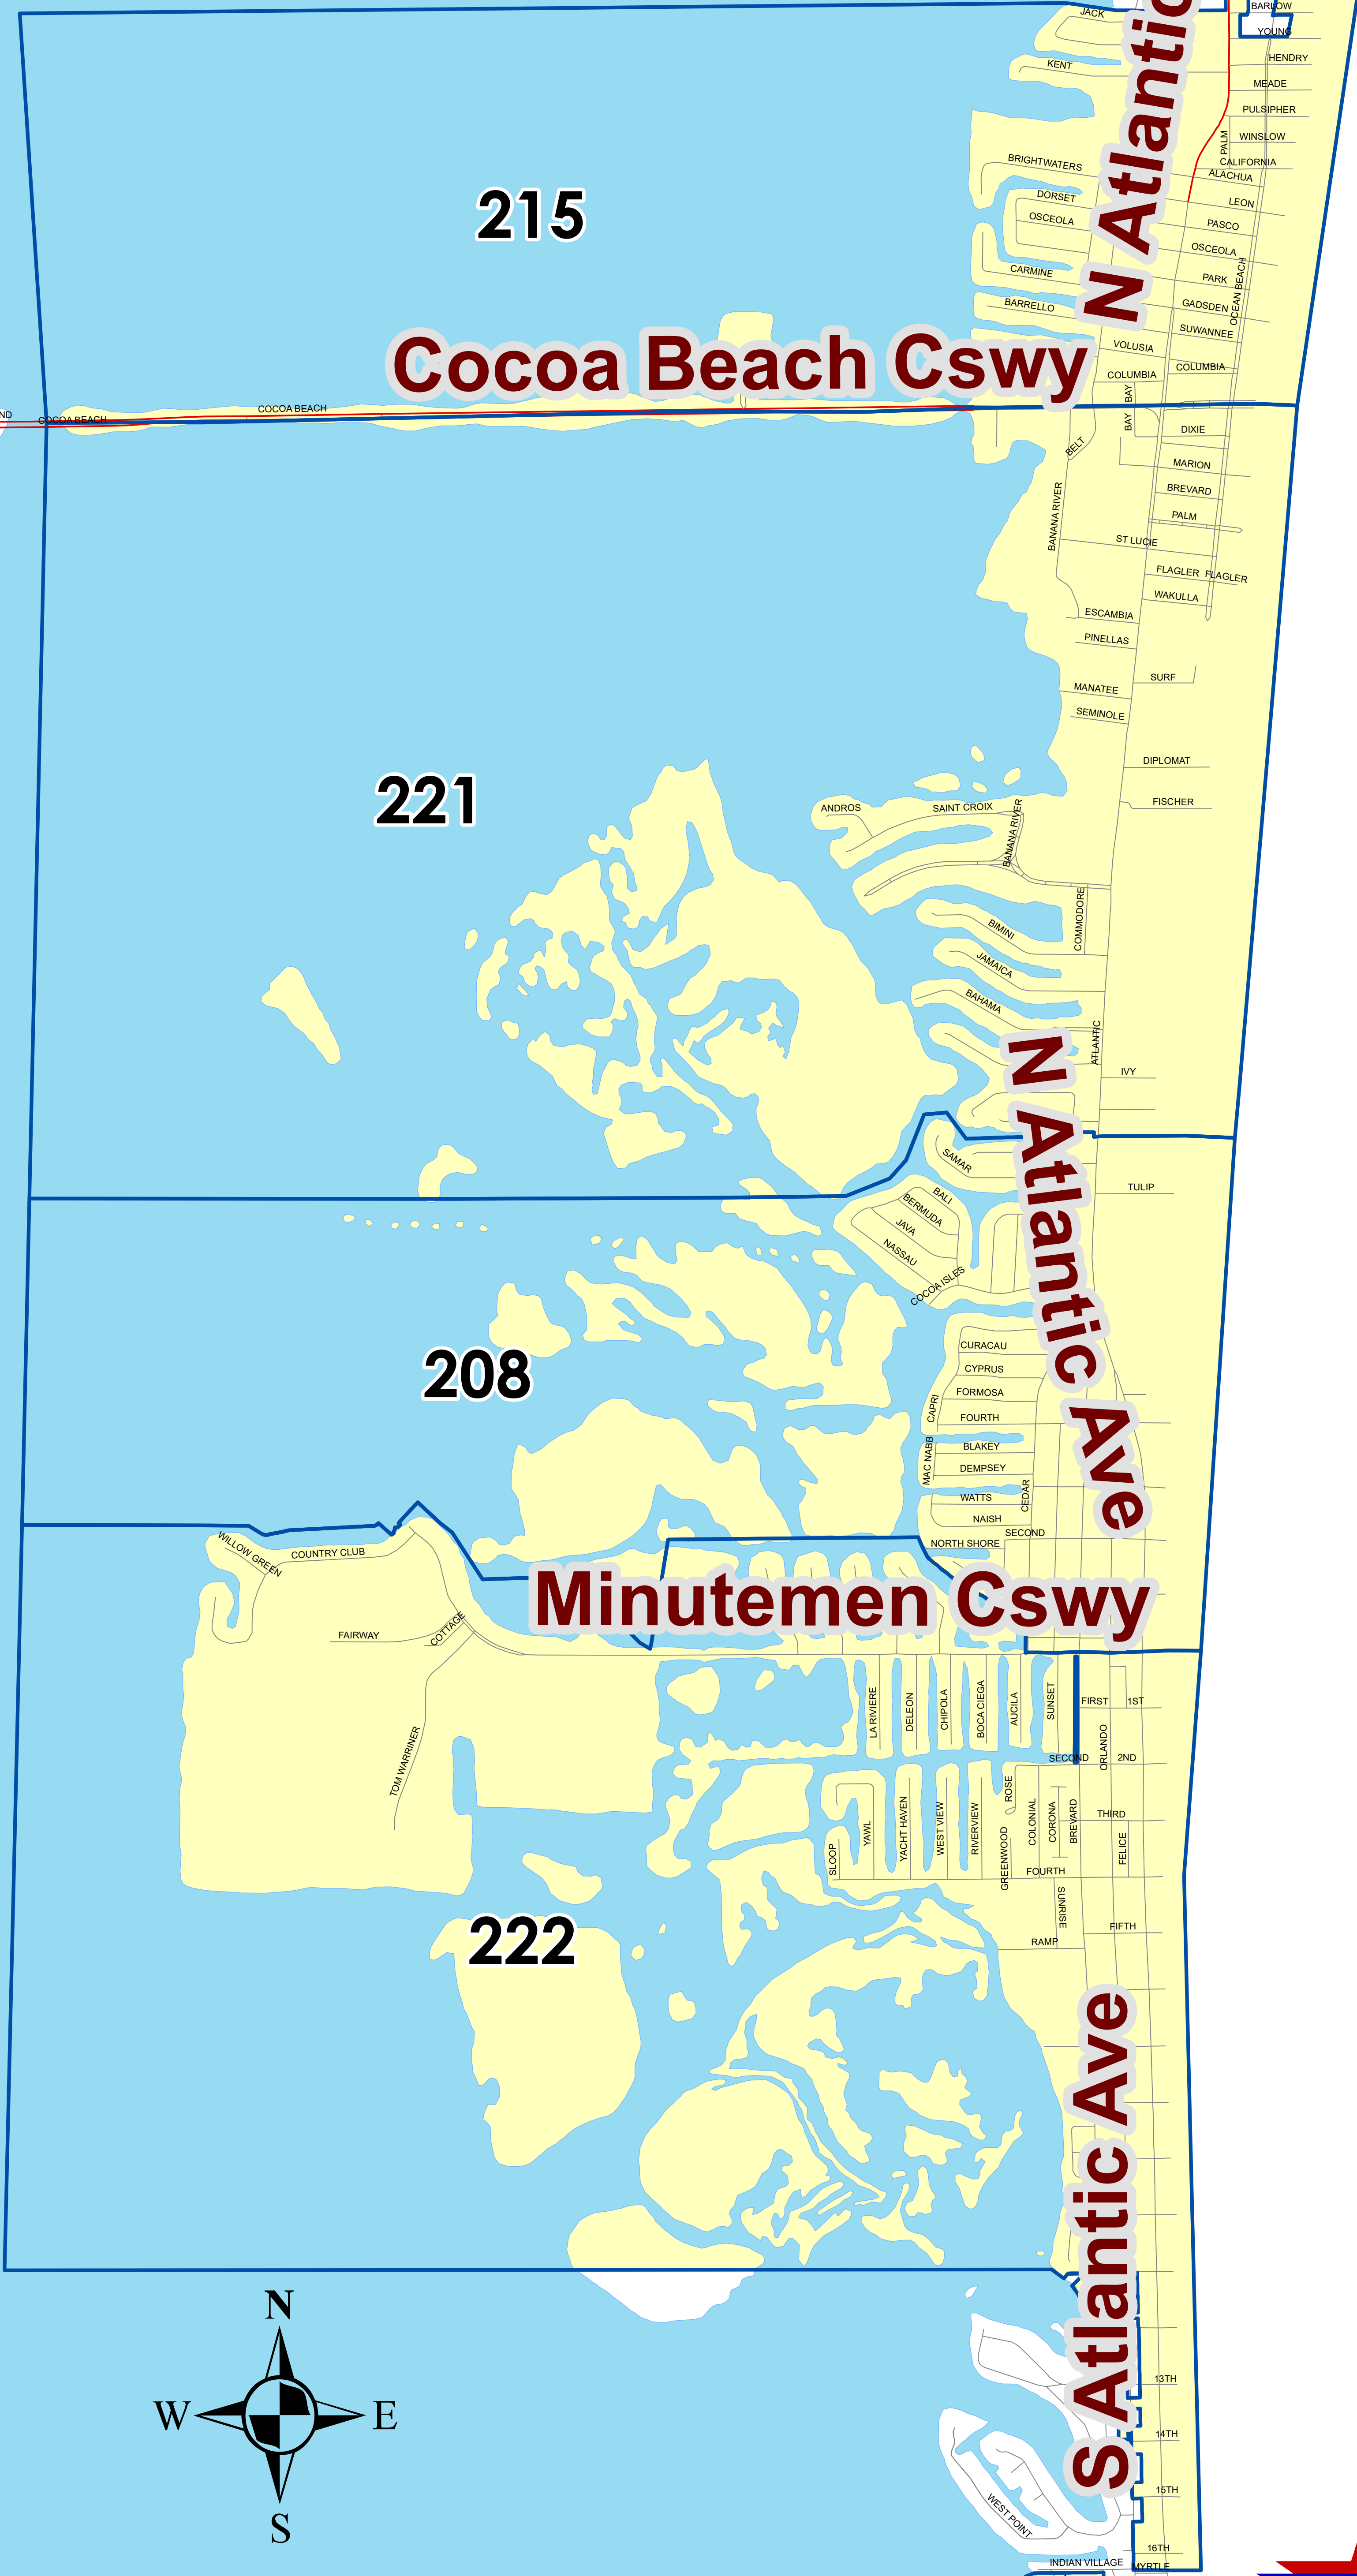 JACK
BARLOW
YOUNG
KENT
HENDRY
MEADE
PULSIPHER
PALM
WINSLOW
CALIFORNIA
N Atlantic
BRIGHTWATERS
ALACHUA
DORSET
LEON
215
OSCEOLA
PASCO
OSCEOLA
CARMINE
PARK
OCEAN BEACH
BARRELLO
GADSDEN
SUWANNEE
Cocoa Beach Cswy
VOLUSIA
COLUMBIA
COLUMBIA
BAY
BAY
ND
COCOA BEACH
COCOA BEACH
DIXIE
BELT
MARION
BREVARD
BANANA RIVER
PALM
ST LUCIE
FLAGLER
FLAGLER
WAKULLA
ESCAMBIA
PINELLAS
SURF
MANATEE
SEMINOLE
DIPLOMAT
221
ANDROS
SAINT CROIX
BANANA RIVER
FISCHER
COMMODORE
BIMINI
JAMAICA
BAHAMA
ATLANTIC
N Atlantic Ave
IVY
SAMAR
TULIP
BALI
BERMUDA
JAVA
NASSAU
COCOA ISLES
208
CURACAU
CYPRUS
FORMOSA
CAPRI
FOURTH
MAC NABB
BLAKEY
DEMPSEY
CEDAR
WATTS
NAISH
SECOND
NORTH SHORE
WILLOW GREEN
COUNTRY CLUB
Minutemen Cswy
FAIRWAY
COTTAGE
TOM WARRINER
LA RIVIERE
DELEON
CHIPOLA
BOCA CIEGA
AUCILA
SUNSET
FIRST
1ST
ORLANDO
SECOND
2ND
ROSE
SLOOP
YAWL
YACHT HAVEN
WEST VIEW
RIVERVIEW
GREENWOOD
COLONIAL
CORONA
BREVARD
THIRD
FELICE
FOURTH
222
SUNRISE
FIFTH
RAMP
S Atlantic Ave
N
W
E
S
13TH
14TH
15TH
WEST POINT
16TH
INDIAN VILLAGE
MYRTLE